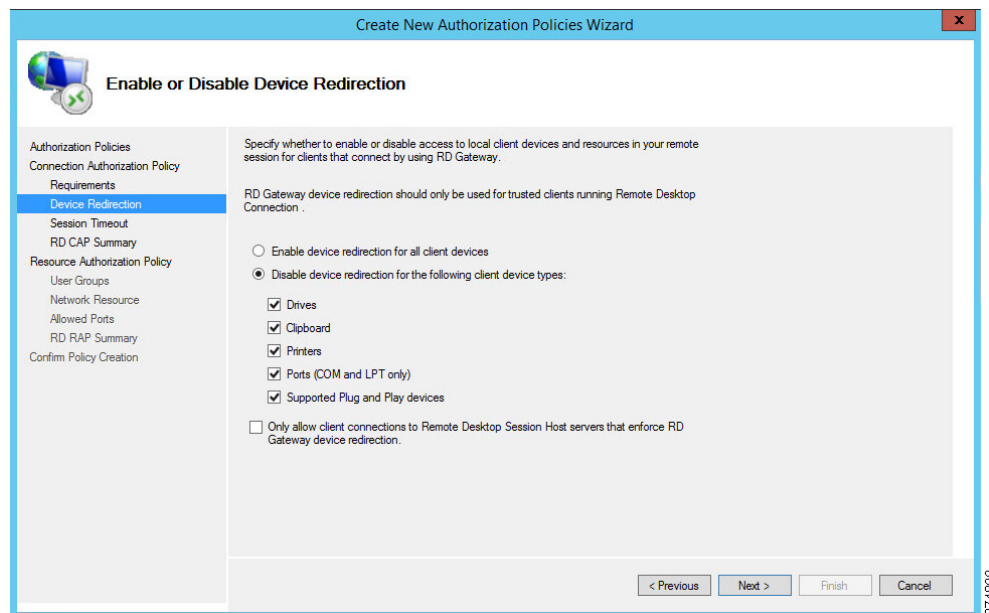 Create New Authorization Policies Wizard
x
Enable or Disable Device Redirection
Authorization Policies
Connection Authorization Policy
Requirements
Device Redirection
Session Timeout
RD CAP Summary
Resource Authorization Policy
User Groups
Network Resource
Allowed Ports
RD RAP Summary
Confirm Policy Creation
Specify whether to enable or disable access to local client devices and resources in your remote
session for clients that connect by using RD Gateway.
RD Gateway device redirection should only be used for trusted clients running Remote Desktop
Connection .
Enable device redirection for all client devices
Disable device redirection for the following client device types:
Drives
Clipboard
Printers
Ports (COM and LPT only)
Supported Plug and Play devices
Only allow client connections to Remote Desktop Session Host servers that enforce RD
Gateway device redirection.
< Previous
Next >
Finish
Cancel